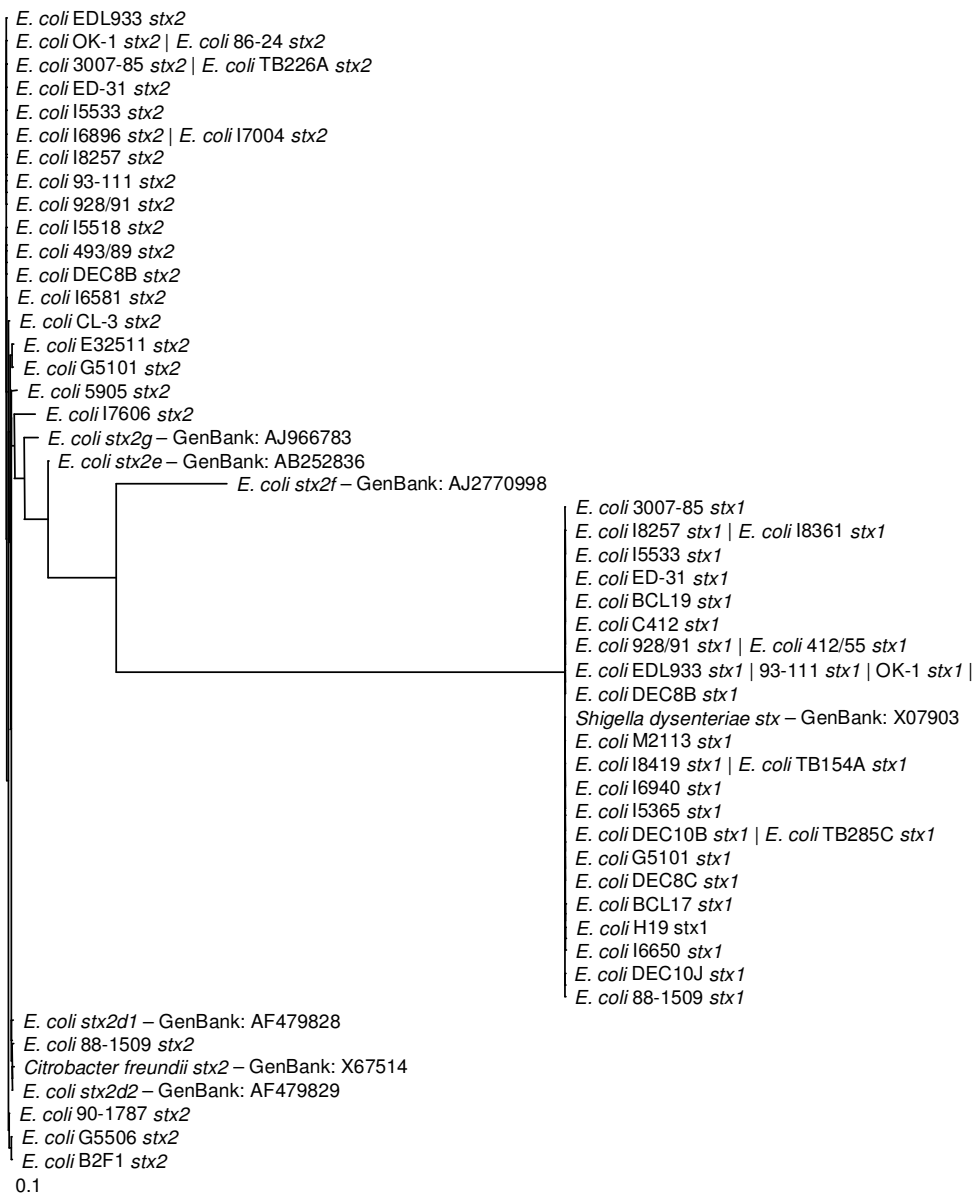 E. coli EDL933 stx2
E. coli OK-1 stx2 | E. coli 86-24 stx2
E. coli 3007-85 stx2 | E. coli TB226A stx2
E. coli ED-31 stx2
E. coli I5533 stx2
E. coli I6896 stx2 | E. coli I7004 stx2
E. coli I8257 stx2
E. coli 93-111 stx2
E. coli 928/91 stx2
E. coli I5518 stx2
E. coli 493/89 stx2
E. coli DEC8B stx2
E. coli I6581 stx2
E. coli CL-3 stx2
E. coli E32511 stx2
E. coli G5101 stx2
E. coli 5905 stx2
E. coli I7606 stx2
E. coli stx2g – GenBank: AJ966783
E. coli stx2e – GenBank: AB252836
E. coli stx2f – GenBank: AJ2770998
E. coli 3007-85 stx1
E. coli I8257 stx1 | E. coli I8361 stx1
E. coli I5533 stx1
E. coli ED-31 stx1
E. coli BCL19 stx1
E. coli C412 stx1
E. coli 928/91 stx1 | E. coli 412/55 stx1
E. coli EDL933 stx1 | 93-111 stx1 | OK-1 stx1 |
E. coli DEC8B stx1
Shigella dysenteriae stx – GenBank: X07903
E. coli M2113 stx1
E. coli I8419 stx1 | E. coli TB154A stx1
E. coli I6940 stx1
E. coli I5365 stx1
E. coli DEC10B stx1 | E. coli TB285C stx1
E. coli G5101 stx1
E. coli DEC8C stx1
E. coli BCL17 stx1
E. coli H19 stx1
E. coli I6650 stx1
E. coli DEC10J stx1
E. coli 88-1509 stx1
E. coli stx2d1 – GenBank: AF479828
E. coli 88-1509 stx2
Citrobacter freundii stx2 – GenBank: X67514
E. coli stx2d2 – GenBank: AF479829
E. coli 90-1787 stx2
E. coli G5506 stx2
E. coli B2F1 stx2
0.1